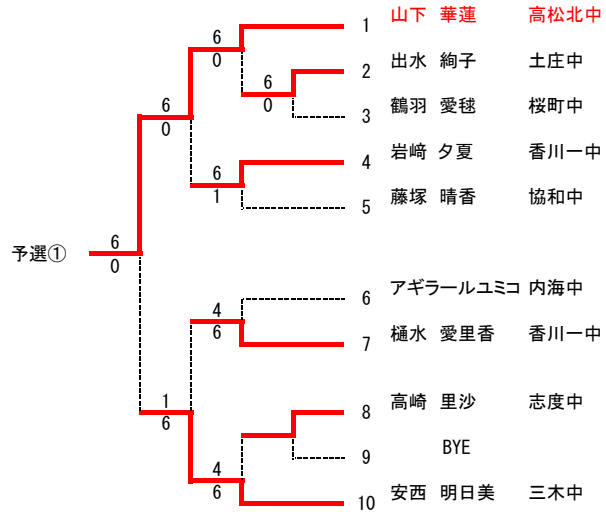 1 山下 華蓮 高松北中
6
0
2 出水 絢子 土庄中
6
0
3 鶴羽 愛毬 桜町中
6
0
4 岩﨑 夕夏 香川一中
6
1
5 藤塚 晴香 協和中
予選① 6
0
6 アギラールユミコ 内海中
4
6
7 樋水 愛里香 香川一中
1
6
8 高崎 里沙 志度中
9 BYE
4
6
10 安西 明日美 三木中